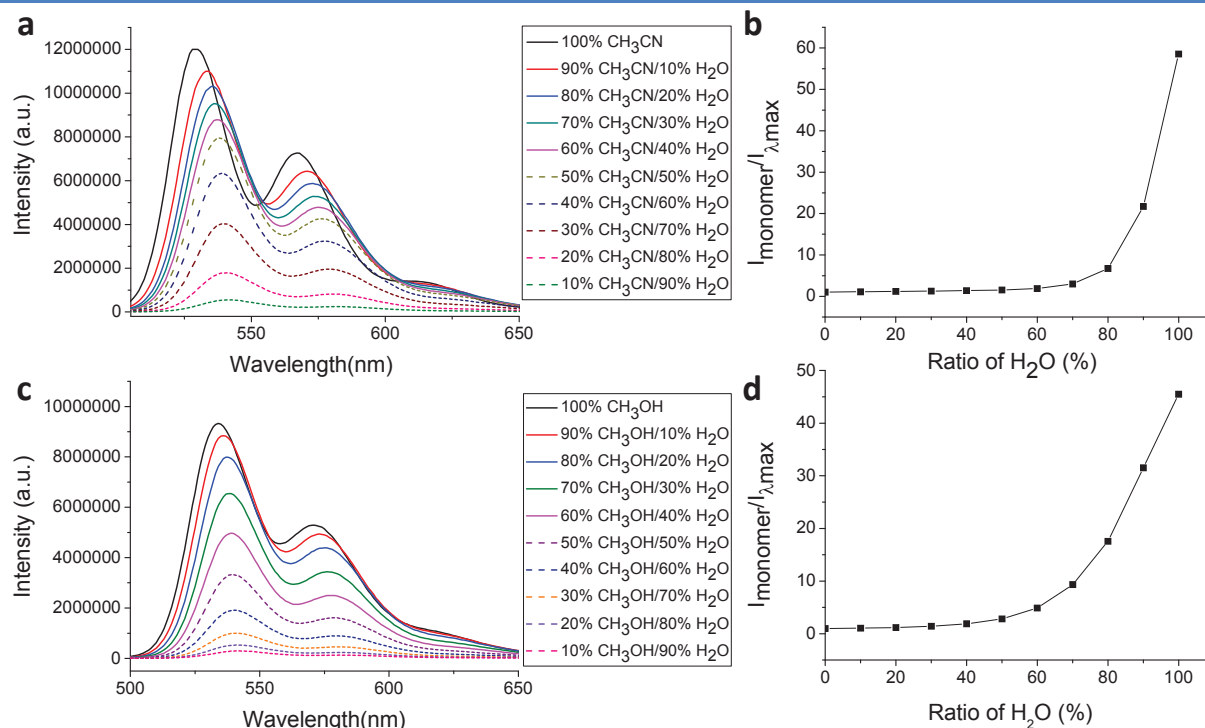 a
12000000
10000000
8000000
6000000
4000000
2000000
0
Intensity (a.u.)
550
600
650
Wavelength(nm)
100% CH3CN
90% CH3CN/10% H2O
80% CH3CN/20% H2O
70% CH3CN/30% H2O
60% CH3CN/40% H2O
50% CH3CN/50% H2O
40% CH3CN/60% H2O
30% CH3CN/70% H2O
20% CH3CN/80% H2O
10% CH3CN/90% H2O
b
60
50
40
30
20
10
0
Imonomer/Iλmax
0
20
40
60
80
100
Ratio of H2O (%)
c
10000000
8000000
6000000
4000000
2000000
0
Intensity (a.u.)
500
550
600
650
Wavelength(nm)
100% CH3OH
90% CH3OH/10% H2O
80% CH3OH/20% H2O
70% CH3OH/30% H2O
60% CH3OH/40% H2O
50% CH3OH/50% H2O
40% CH3OH/60% H2O
30% CH3OH/70% H2O
20% CH3OH/80% H2O
10% CH3OH/90% H2O
d
50
40
30
20
10
0
Imonomer/Iλmax
0
20
40
60
80
100
Ratio of H2O (%)